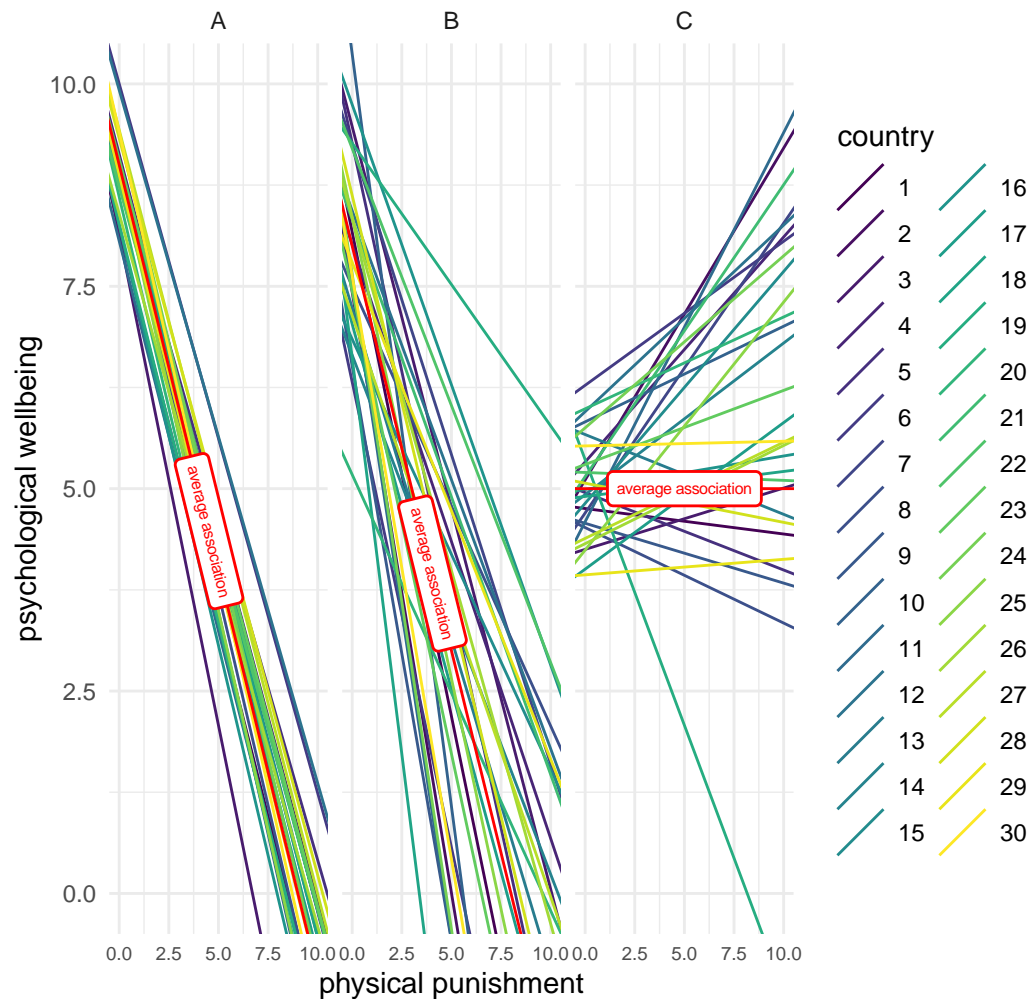 A B C
10.0
7.5
5.0
2.5
0.0
psychological wellbeing
average association
average association
average association
0.0 2.5 5.0 7.5 10.0 0.0 2.5 5.0 7.5 10.0 0.0 2.5 5.0 7.5 10.0
physical punishment
country
1 16
2 17
3 18
4 19
5 20
6 21
7 22
8 23
9 24
10 25
11 26
12 27
13 28
14 29
15 30